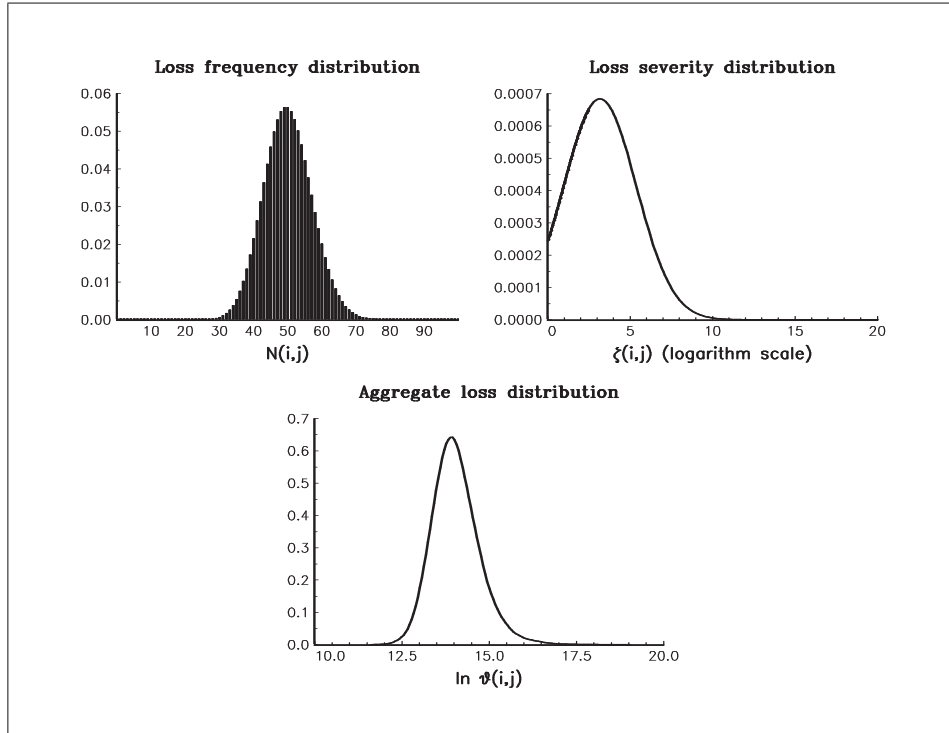 Loss frequency distribution
0.06
0.05
0.04
0.03
0.02
0.01
0.00
10 20 30 40 50 60 70 80 90
N(i,j)
Loss severity distribution
0.0007
0.0006
0.0005
0.0004
0.0003
0.0002
0.0001
0.0000
0 5 10 15 20
ζ(i,j) (logarithm scale)
Aggregate loss distribution
0.7
0.6
0.5
0.4
0.3
0.2
0.1
0.0
10.0 12.5 15.0 17.5 20.0
ln ϑ(i,j)